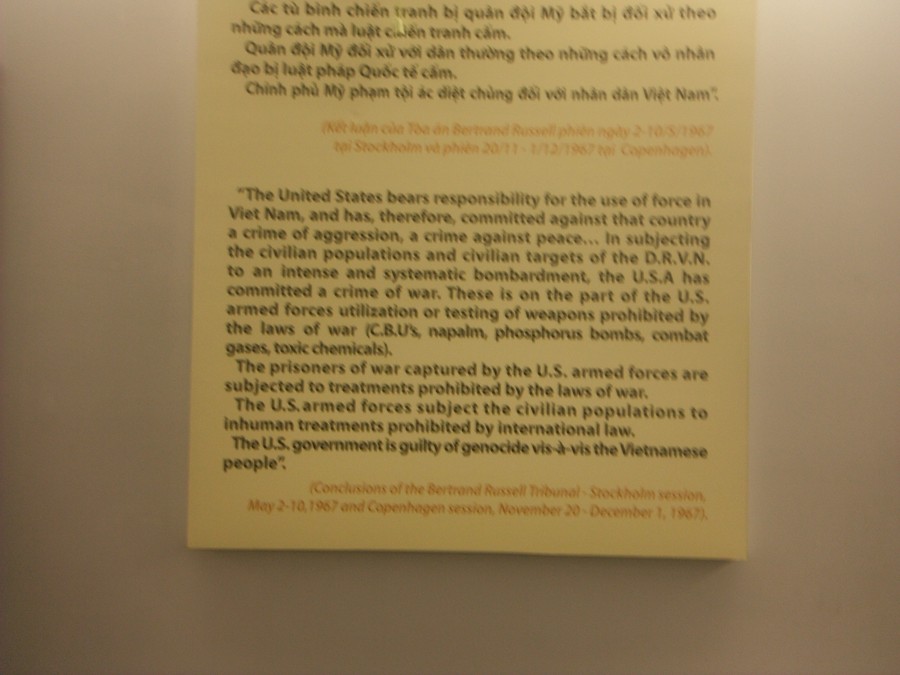 Các tù binh chiến tranh bị quân đội Mỹ bắt bị đối xử theo
những cách mà luật chiến tranh cấm.
Quân đội Mỹ đối xử với dân thường theo những cách vô nhân
đạo bị luật pháp Quốc tế cấm.
Chính phủ Mỹ phạm tội ác diệt chủng đối với nhân dân Việt Nam".
(Kết luận của Tòa án Bertrand Russell phiên ngày 2-10/5/1967
tại Stockholm và phiên 20/11 - 1/12/1967 tại Copenhagen).
"The United States bears responsibility for the use of force in
Viet Nam, and has, therefore, committed against that country
a crime of aggression, a crime against peace... In subjecting
the civilian populations and civilian targets of the D.R.V.N.
to an intense and systematic bombardment, the U.S.A has
committed a crime of war. These is on the part of the U.S.
armed forces utilization or testing of weapons prohibited by
the laws of war (C.B.U's, napalm, phosphorus bombs, combat
gases, toxic chemicals).
The prisoners of war captured by the U.S. armed forces are
subjected to treatments prohibited by the laws of war.
The U.S. armed forces subject the civilian populations to
inhuman treatments prohibited by international law.
The U.S. government is guilty of genocide vis-à-vis the Vietnamese
people".
(Conclusions of the Bertrand Russell Tribunal - Stockholm session,
May 2-10,1967 and Copenhagen session, November 20 - December 1, 1967).